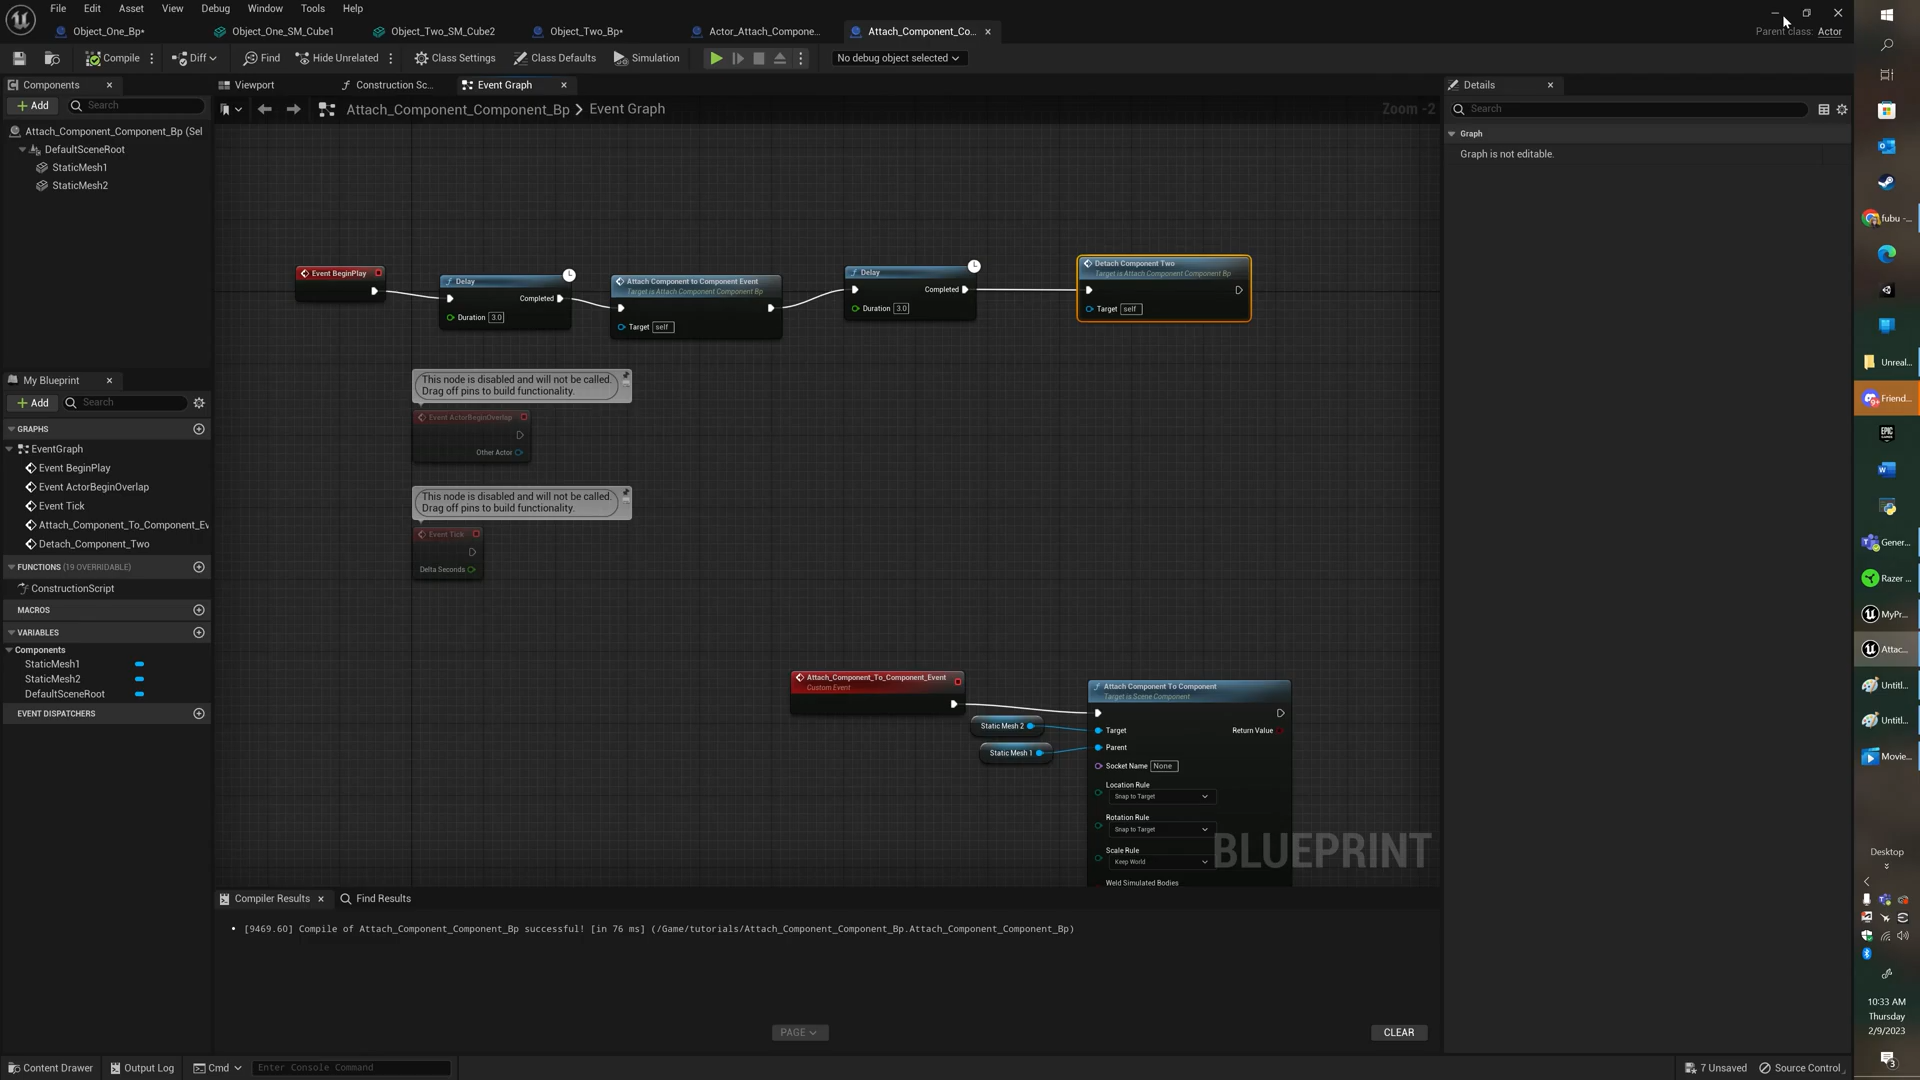 File Edit Asset View Debug Window Tools Help
Object_One_Bp* Object_One_SM_Cube1 Object_Two_SM_Cube2 Object_Two_Bp* Actor_Attach_Compone... Attach_Component_Co...
Parent class: Actor
Compile Diff Find Hide Unrelated Class Settings Class Defaults Simulation No debug object selected
Components
Add Search
Attach_Component_Component_Bp (Sel
DefaultSceneRoot
StaticMesh1
StaticMesh2
My Blueprint
Add Search
GRAPHS
EventGraph
Event BeginPlay
Event ActorBeginOverlap
Event Tick
Attach_Component_To_Component_Ev
Detach_Component_Two
FUNCTIONS (19 OVERRIDABLE)
ConstructionScript
MACROS
VARIABLES
Components
StaticMesh1
StaticMesh2
DefaultSceneRoot
EVENT DISPATCHERS
Viewport Construction Sc... Event Graph
Attach_Component_Component_Bp > Event Graph
Zoom -2
Event BeginPlay
Delay
Completed
Duration 3.0
Attach Component to Component Event
Target is Attach Component Component Bp
Target self
Delay
Completed
Duration 3.0
Detach Component Two
Target is Attach Component Component Bp
Target self
This node is disabled and will not be called.
Drag off pins to build functionality.
Event ActorBeginOverlap
Other Actor
This node is disabled and will not be called.
Drag off pins to build functionality.
Event Tick
Delta Seconds
Attach_Component_To_Component_Event
Custom Event
Static Mesh 2
Static Mesh 1
Attach Component To Component
Target is Scene Component
Target Return Value
Parent
Socket Name None
Location Rule
Snap to Target
Rotation Rule
Snap to Target
Scale Rule
Keep World
Weld Simulated Bodies
BLUEPRINT
Compiler Results Find Results
[9469.60] Compile of Attach_Component_Component_Bp successful! [in 76 ms] (/Game/tutorials/Attach_Component_Component_Bp.Attach_Component_Component_Bp)
PAGE
CLEAR
Details
Search
Graph
Graph is not editable.
Content Drawer Output Log Cmd Enter Console Command
7 Unsaved Source Control
fubu -...
Unreal...
Friend...
EPIC
Gener...
Razer ...
MyPr...
Attac...
Untitl...
Untitl...
Movie...
Desktop
10:33 AM
Thursday
2/9/2023
3